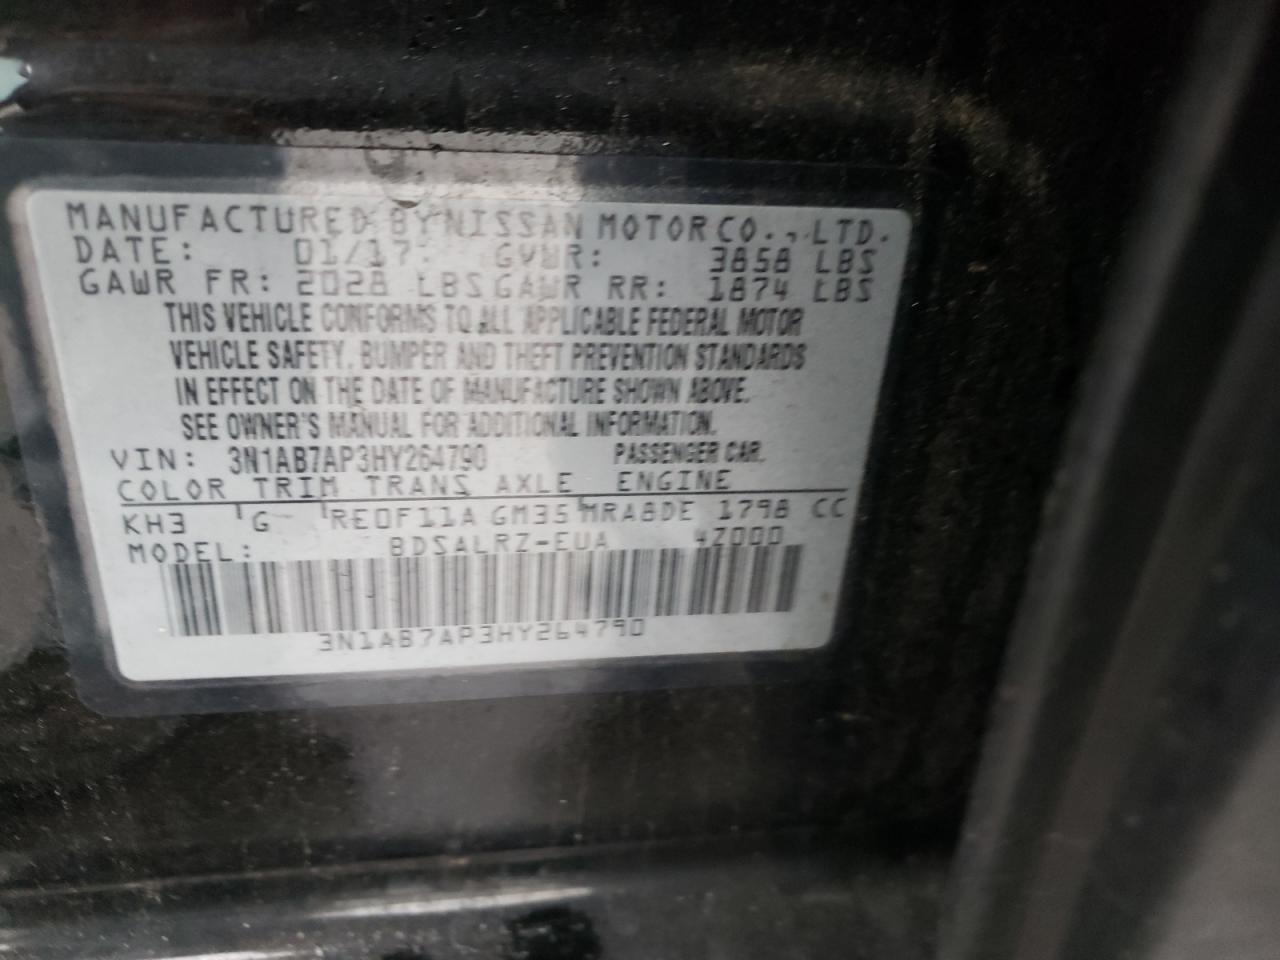 MANUFACTURED BY NISSAN MOTOR CO., LTD.
DATE: 01/17 GVWR: 3858 LBS
GAWR FR: 2028 LBS GAWR RR: 1874 LBS
THIS VEHICLE CONFORMS TO ALL APPLICABLE FEDERAL MOTOR
VEHICLE SAFETY, BUMPER AND THEFT PREVENTION STANDARDS
IN EFFECT ON THE DATE OF MANUFACTURE SHOWN ABOVE.
SEE OWNER'S MANUAL FOR ADDITIONAL INFORMATION.
VIN: 3N1AB7AP3HY264790 PASSENGER CAR.
COLOR TRIM TRANS AXLE ENGINE
KH3 G RE0F11A GM35 MRA8DE 1798 CC
MODEL: BDSALRZ-EUA 4Z000
3N1AB7AP3HY264790